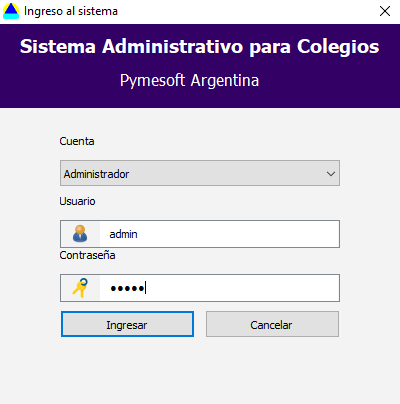 Ingreso al sistema
Sistema Administrativo para Colegios
Pymesoft Argentina
Cuenta
Administrador
Usuario
admin
Contraseña
●●●●●
Ingresar
Cancelar